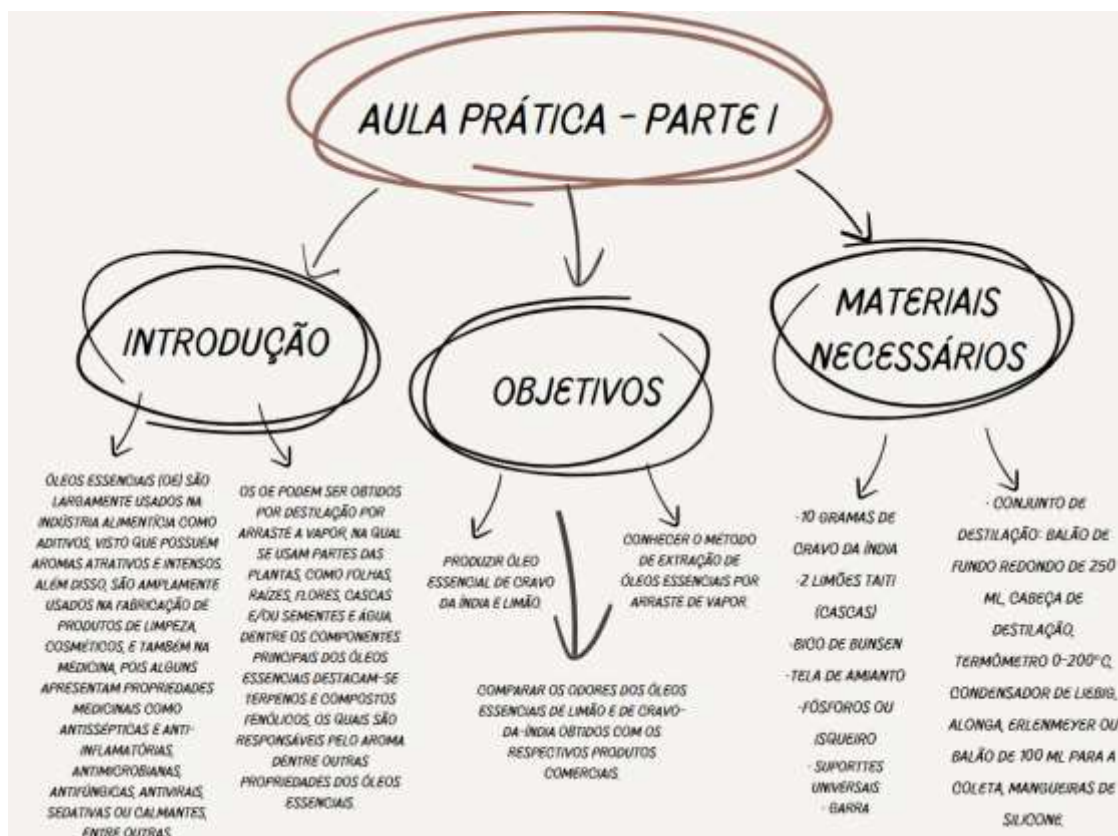 AULA PRÁTICA - PARTE I
INTRODUÇÃO
ÓLEOS ESSENCIAIS (OE) SÃO
LARGAMENTE USADOS NA
INDÚSTRIA ALIMENTÍCIA COMO
ADITIVOS, VISTO QUE POSSUEM
AROMAS ATRATIVOS E INTENSOS.
ALÉM DISSO, SÃO AMPLAMENTE
USADOS NA FABRICAÇÃO DE
PRODUTOS DE LIMPEZA,
COSMÉTICOS, E TAMBÉM NA
MEDICINA, POIS ALGUNS
APRESENTAM PROPRIEDADES
MEDICINAIS COMO
ANTISSÉPTICAS E ANTI-
INFLAMATÓRIAS,
ANTIMICROBIANAS,
ANTIFÚNGICAS, ANTIVIRAIS,
SEDATIVAS OU CALMANTES,
ENTRE OUTRAS.
OS OE PODEM SER OBTIDOS
POR DESTILAÇÃO POR
ARRASTE A VAPOR, NA QUAL
SE USAM PARTES DAS
PLANTAS, COMO FOLHAS,
RAÍZES, FLORES, CASCAS
E/OU SEMENTES E ÁGUA,
DENTRE OS COMPONENTES
PRINCIPAIS DOS ÓLEOS
ESSENCIAIS DESTACAM-SE
TERPENOS E COMPOSTOS
FENÓLICOS, OS QUAIS SÃO
RESPONSÁVEIS PELO AROMA
DENTRE OUTRAS
PROPRIEDADES DOS ÓLEOS
ESSENCIAIS.
OBJETIVOS
PRODUZIR ÓLEO
ESSENCIAL DE CRAVO
DA ÍNDIA E LIMÃO.
COMPARAR OS ODORES DOS ÓLEOS
ESSENCIAIS DE LIMÃO E DE CRAVO-
DA-ÍNDIA OBTIDOS COM OS
RESPECTIVOS PRODUTOS
COMERCIAIS.
CONHECER O MÉTODO
DE EXTRAÇÃO DE
ÓLEOS ESSENCIAIS POR
ARRASTE DE VAPOR.
MATERIAIS
NECESSÁRIOS
·10 GRAMAS DE
CRAVO DA ÍNDIA
·2 LIMÕES TAITI
(CASCAS)
·BICO DE BUNSEN
·TELA DE AMIANTO
·FÓSFOROS OU
ISQUEIRO
· SUPORTTES
UNIVERSAIS
· GARRA
· CONJUNTO DE
DESTILAÇÃO: BALÃO DE
FUNDO REDONDO DE 250
ML, CABEÇA DE
DESTILAÇÃO,
TERMÔMETRO 0-200°C,
CONDENSADOR DE LIEBIG,
ALONGA, ERLENMEYER OU
BALÃO DE 100 ML PARA A
COLETA, MANGUEIRAS DE
SILICONE.